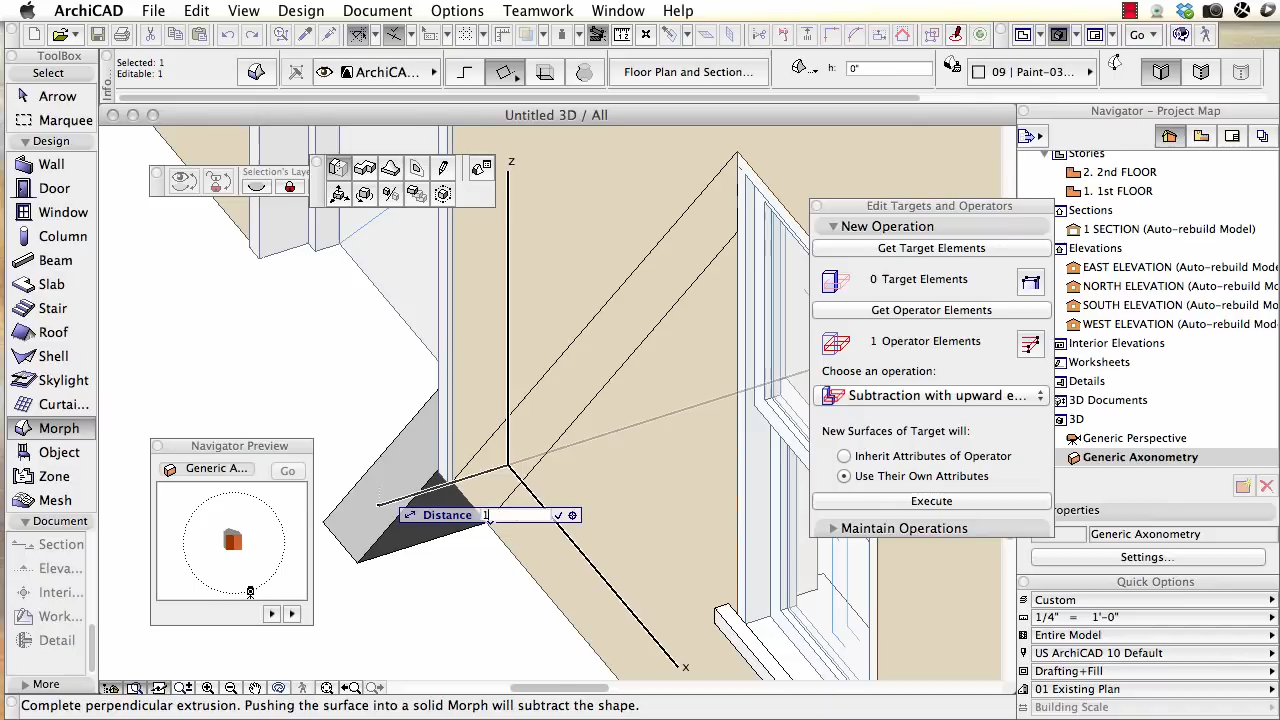 ArchiCAD File Edit View Design Document Options Teamwork Window Help
ToolBox
Select
Arrow
Marquee
Design
Wall
Door
Window
Column
Beam
Slab
Stair
Roof
Shell
Skylight
Curtai...
Morph
Object
Zone
Mesh
Document
Section
Eleva...
Interi...
Work...
Detail
More
Info...
Selected: 1
Editable: 1
ArchiCA...
Floor Plan and Section...
h: 0"
09 | Paint-03...
Go
Untitled 3D / All
Selection's Laye
z
x
Distance 1
Navigator Preview
Generic A... Go
Edit Targets and Operators
New Operation
Get Target Elements
0 Target Elements
Get Operator Elements
1 Operator Elements
Choose an operation:
Subtraction with upward e...
New Surfaces of Target will:
Inherit Attributes of Operator
Use Their Own Attributes
Execute
Maintain Operations
Navigator - Project Map
Stories
2. 2nd FLOOR
1. 1st FLOOR
Sections
1 SECTION (Auto-rebuild Model)
Elevations
EAST ELEVATION (Auto-rebuild Mode
NORTH ELEVATION (Auto-rebuild Mo
SOUTH ELEVATION (Auto-rebuild Mo
WEST ELEVATION (Auto-rebuild Mod
Interior Elevations
Worksheets
Details
3D Documents
3D
Generic Perspective
Generic Axonometry
roperties
Generic Axonometry
Settings...
Quick Options
Custom
1/4" = 1'-0"
Entire Model
US ArchiCAD 10 Default
Drafting+Fill
01 Existing Plan
Building Scale
Complete perpendicular extrusion. Pushing the surface into a solid Morph will subtract the shape.